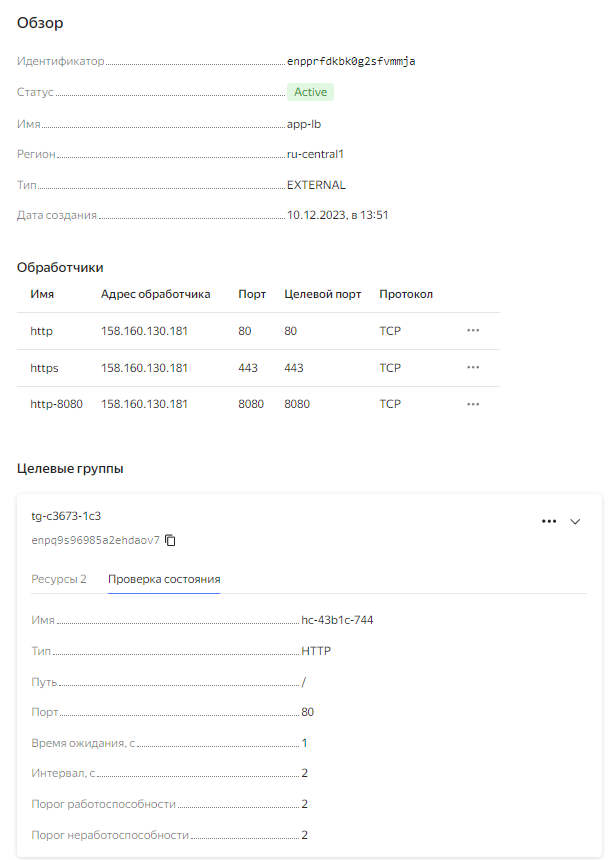 Обзор
Идентификатор enpprfdkbk0g2sfvmmja
Статус Active
Имя app-lb
Регион ru-central1
Тип EXTERNAL
Дата создания 10.12.2023, в 13:51
Обработчики
Имя Адрес обработчика Порт Целевой порт Протокол
http 158.160.130.181 80 80 TCP
https 158.160.130.181 443 443 TCP
http-8080 158.160.130.181 8080 8080 TCP
Целевые группы
tg-c3673-1c3
enpq9s96985a2ehdaov7
Ресурсы 2 Проверка состояния
Имя hc-43b1c-744
Тип HTTP
Путь /
Порт 80
Время ожидания, с 1
Интервал, с 2
Порог работоспособности 2
Порог неработоспособности 2